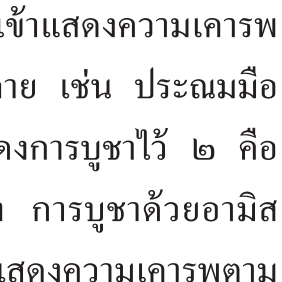 เข้าแสดงความเคารพ
าย เช่น ประณมมือ
ดงการบูชาไว้ ๒ คือ
า การบูชาด้วยอามิส
แสดงความเคารพตาม